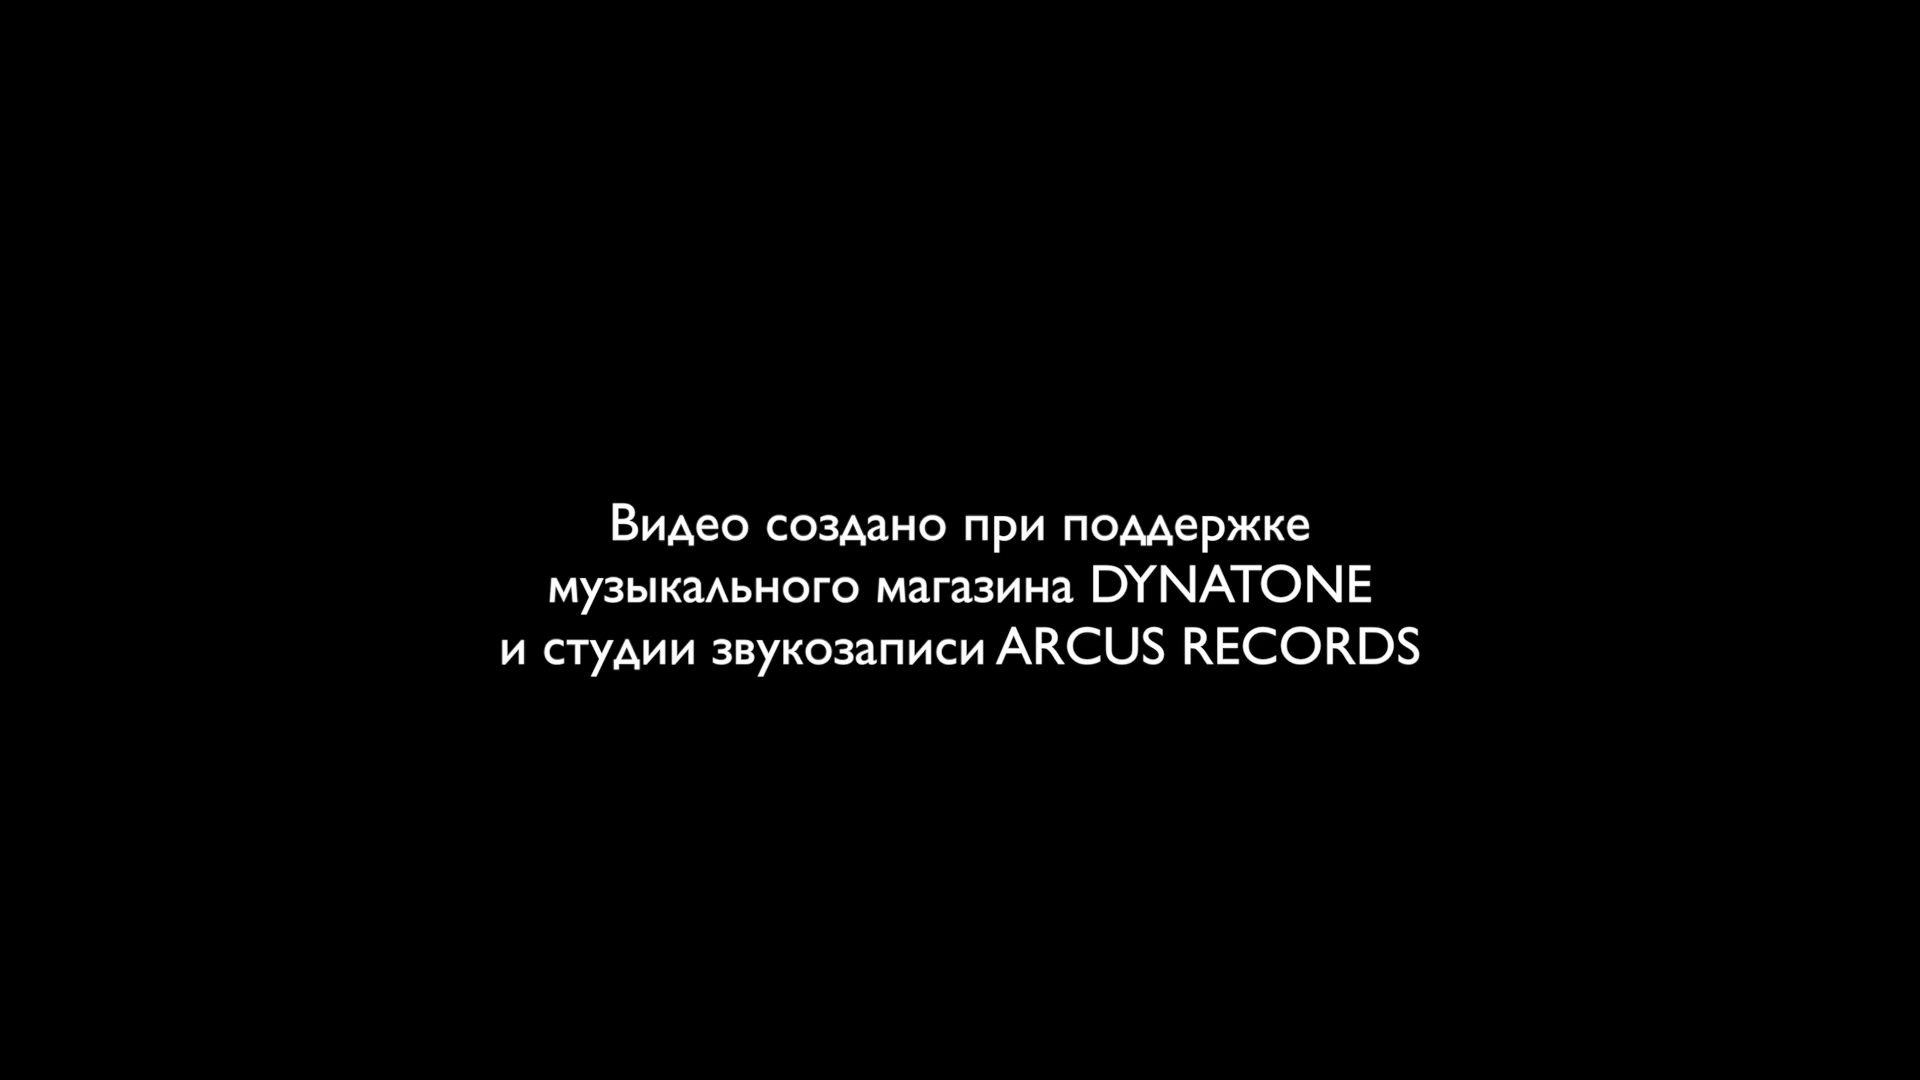 Видео создано при поддержке
музыкального магазина DYNATONE
и студии звукозаписи ARCUS RECORDS